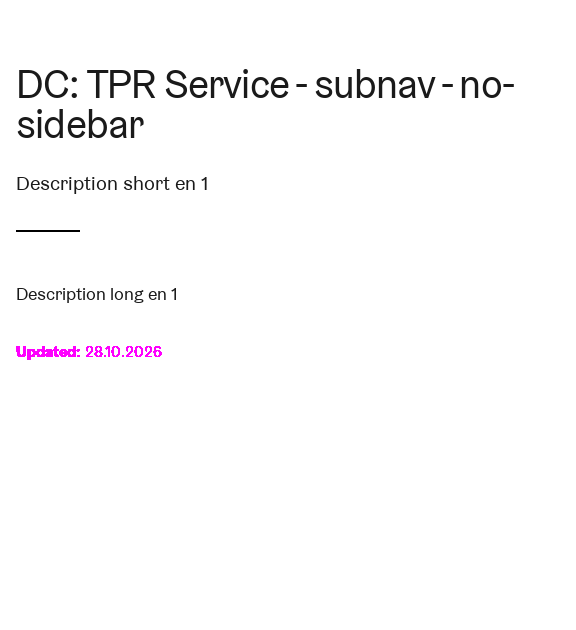 DC: TPR Service - subnav - no-
sidebar
Description short en 1
Description long en 1
Updated: 28.10.2026